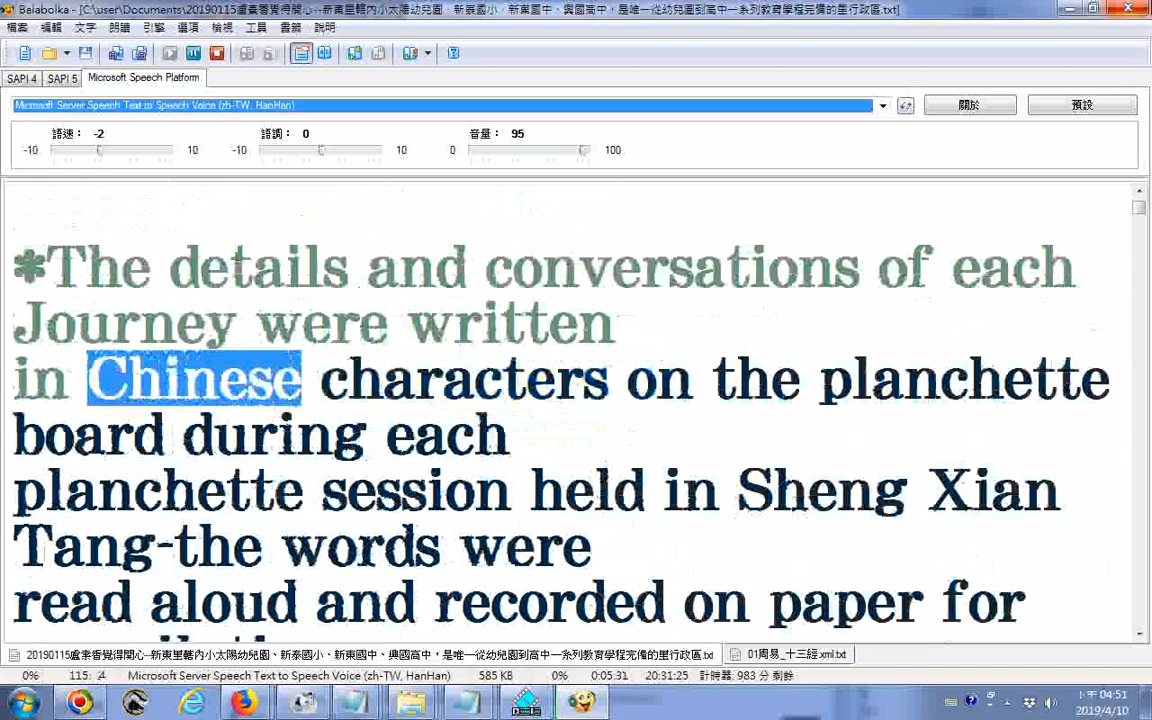 Balabolka - [C:\user\Documents\20190115盧秉香覺得開心--新東里轄內小太陽幼兒園、新泰國小、新東國中、興國高中，是唯一從幼兒園到高中一系列教育學程完備的里行政區.txt]
檔案 編輯 文字 朗讀 引擎 選項 檢視 工具 書籤 說明
SAPI 4 SAPI 5 Microsoft Speech Platform
Microsoft Server Speech Text to Speech Voice (zh-TW, HanHan) 關於 預設
語速： -2 語調： 0 音量： 95
-10 10 -10 10 0 100
*The details and conversations of each
Journey were written
in Chinese characters on the planchette
board during each
planchette session held in Sheng Xian
Tang-the words were
read aloud and recorded on paper for
20190115盧秉香覺得開心--新東里轄內小太陽幼兒園、新泰國小、新東國中、興國高中，是唯一從幼兒園到高中一系列教育學程完備的里行政區.txt 01周易_十三經.xml.txt
0% 115: 4 Microsoft Server Speech Text to Speech Voice (zh-TW, HanHan) 585 KB 0% 0:05:31 20:31:25 計時器: 983 分 剩餘
下午 04:51
2019/4/10